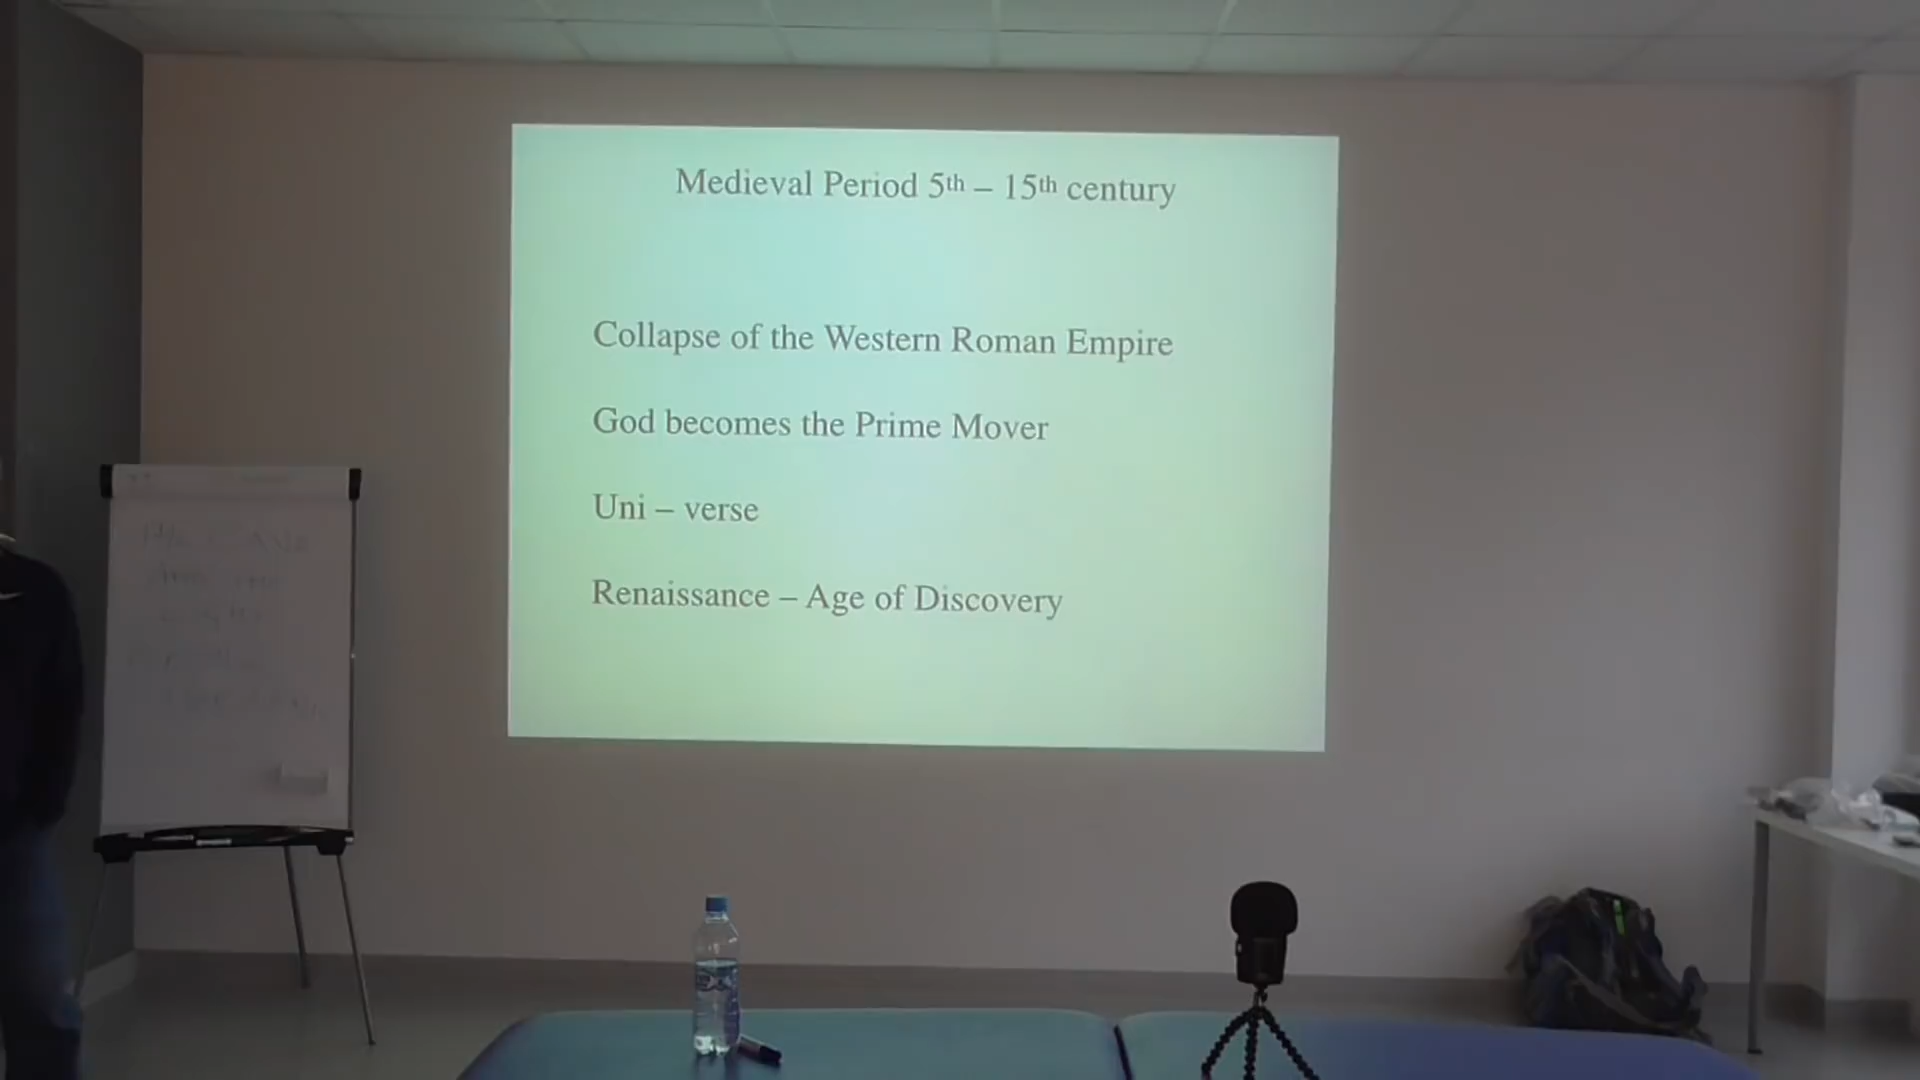 Medieval Period 5th – 15th century
Collapse of the Western Roman Empire
God becomes the Prime Mover
Uni – verse
Renaissance – Age of Discovery